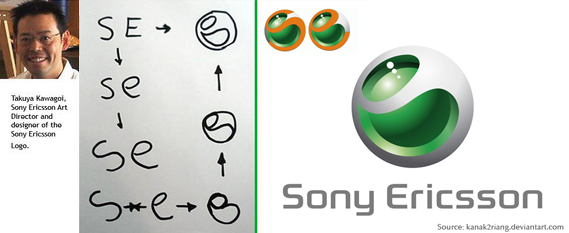 Takuya Kawagoi,
Sony Ericsson Art
Director and
designer of the
Sony Ericsson
Logo.
S E
se
se
S e
Sony Ericsson
Source: kanak2riang.deviantart.com